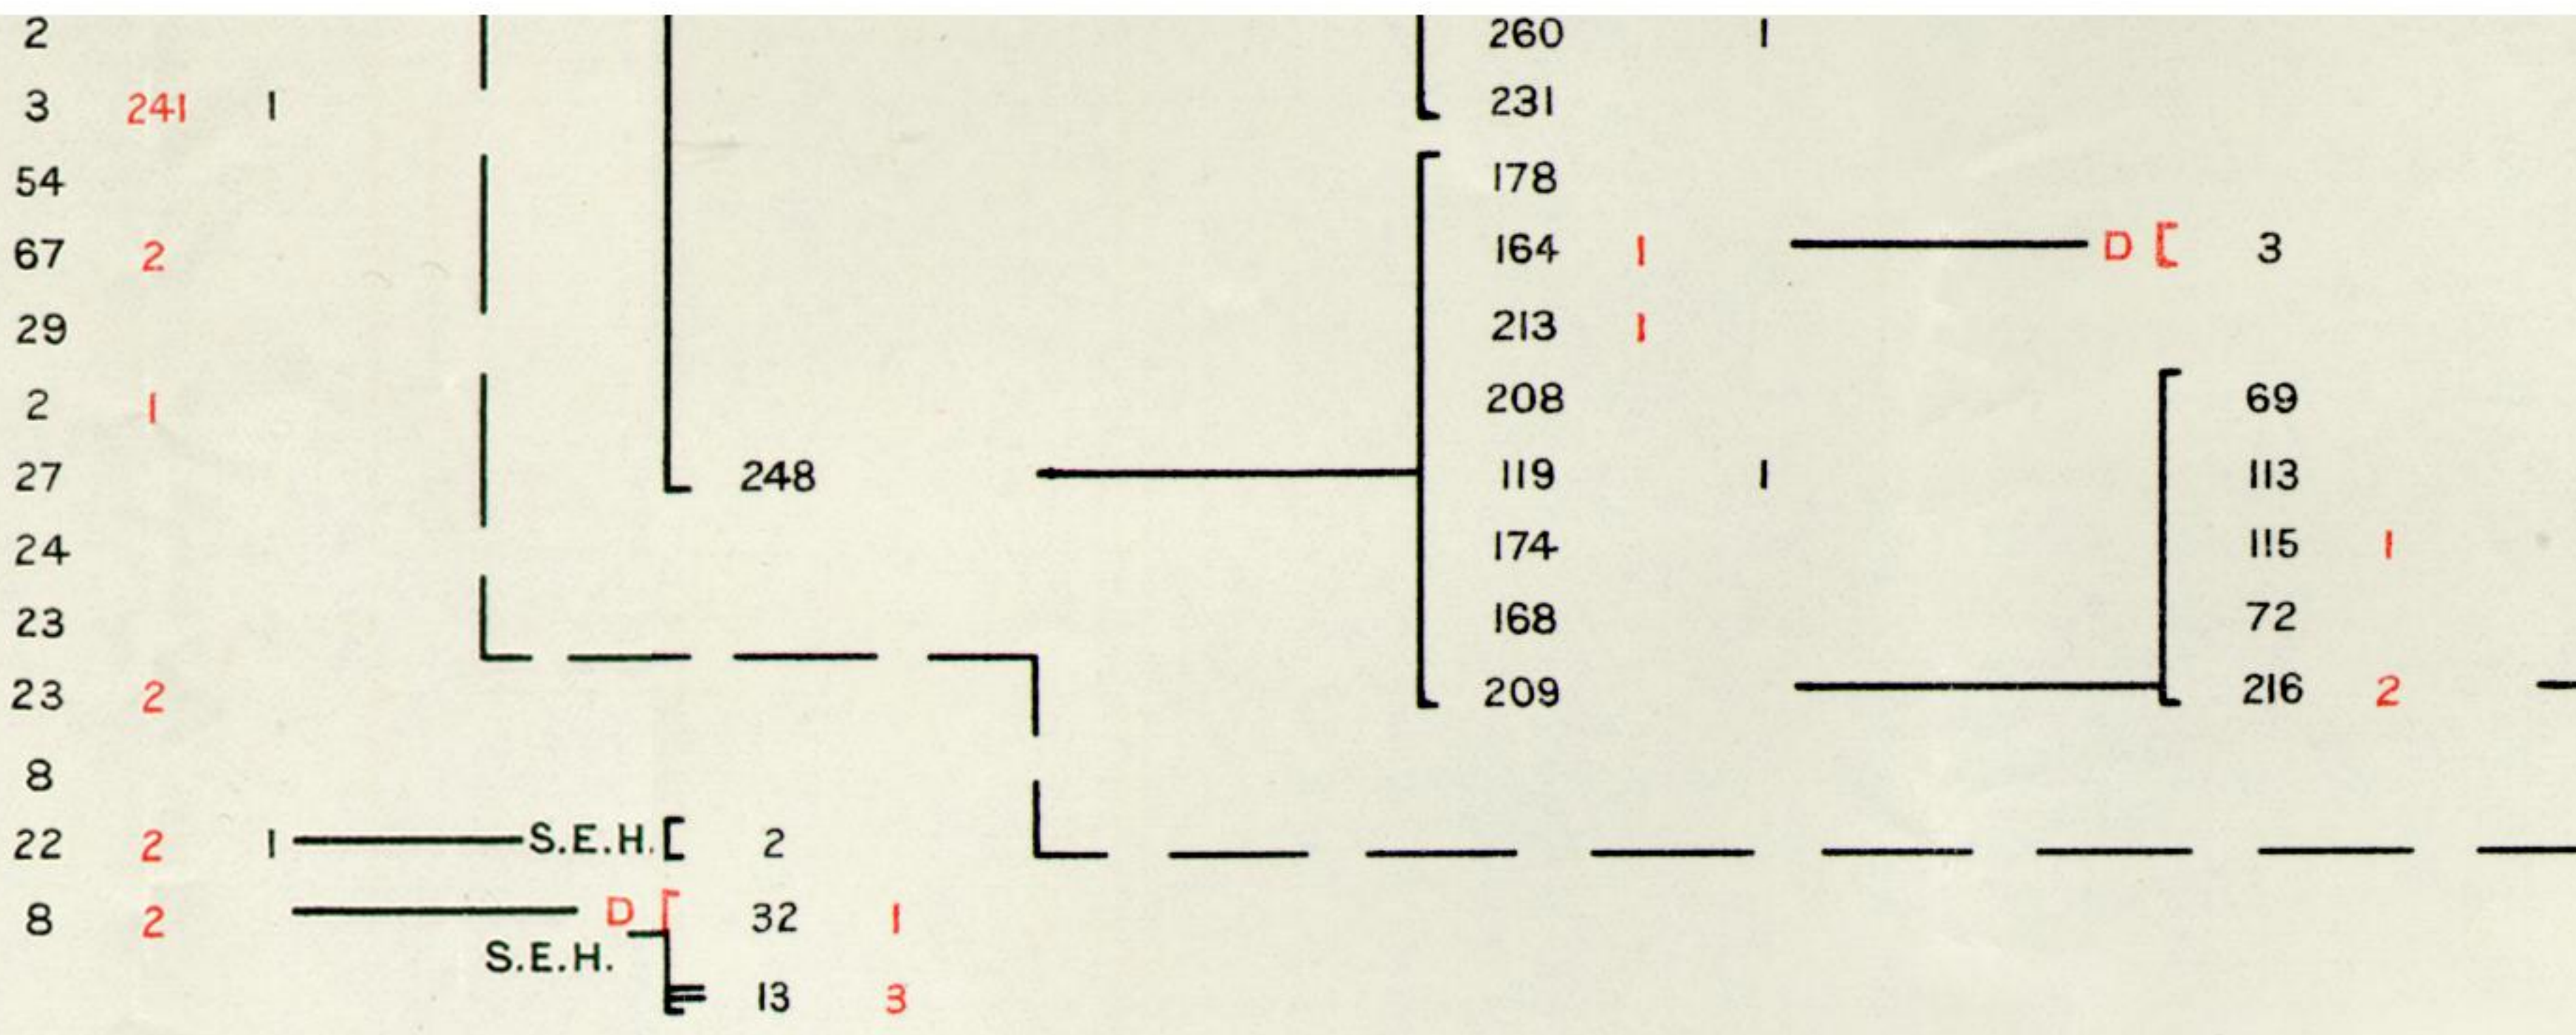 2 260 1
3 241 1 231
54 178
67 2 164 1 D [ 3
29 213 1
2 1 208 69
27 248 119 1 113
24 174 115 1
23 168 72
23 2 209 216 2
8
22 2 1 S.E.H. [ 2
8 2 D [ 32 1
S.E.H.
13 3